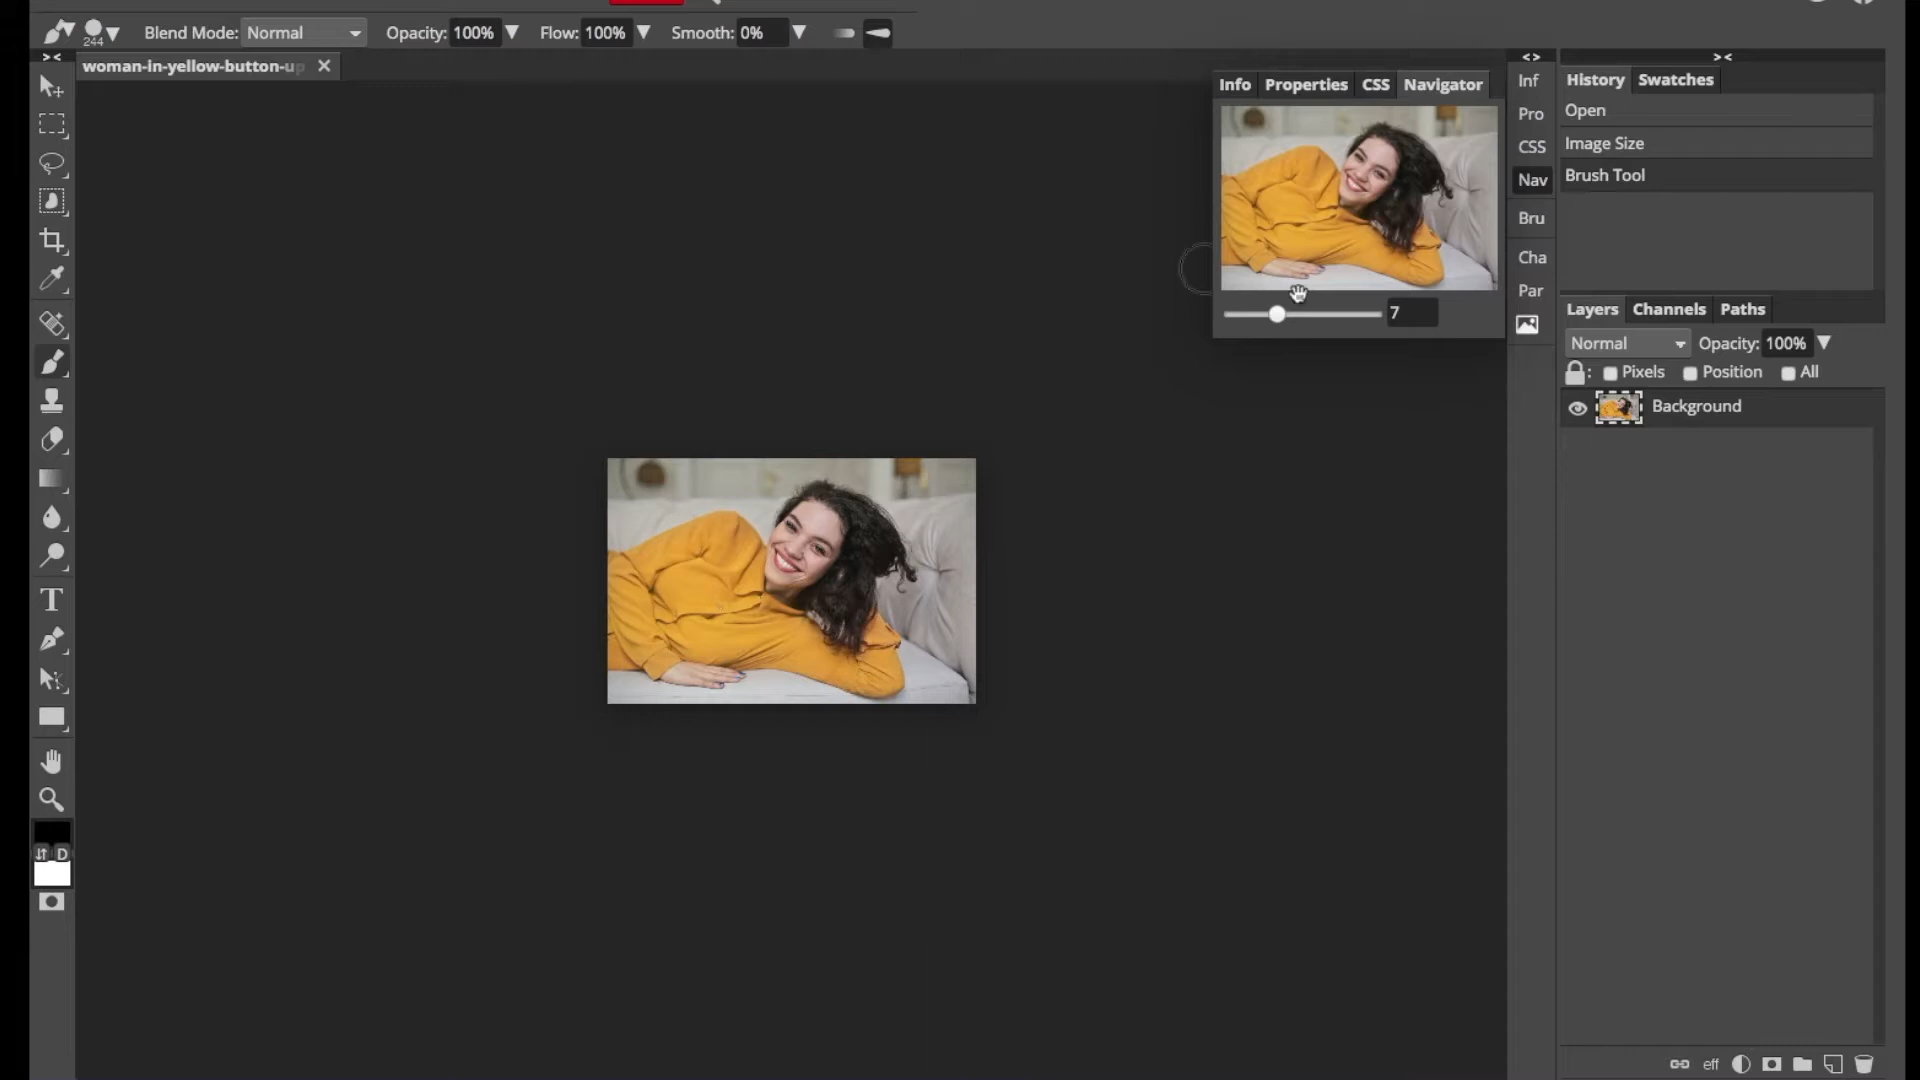 244 Blend Mode: Normal Opacity: 100% Flow: 100% Smooth: 0%
woman-in-yellow-button-up
Info Properties CSS Navigator
7
Inf
Pro
CSS
Nav
Bru
Cha
Par
History Swatches
Open
Image Size
Brush Tool
Layers Channels Paths
Normal Opacity: 100%
: Pixels Position All
Background
T
D
eff